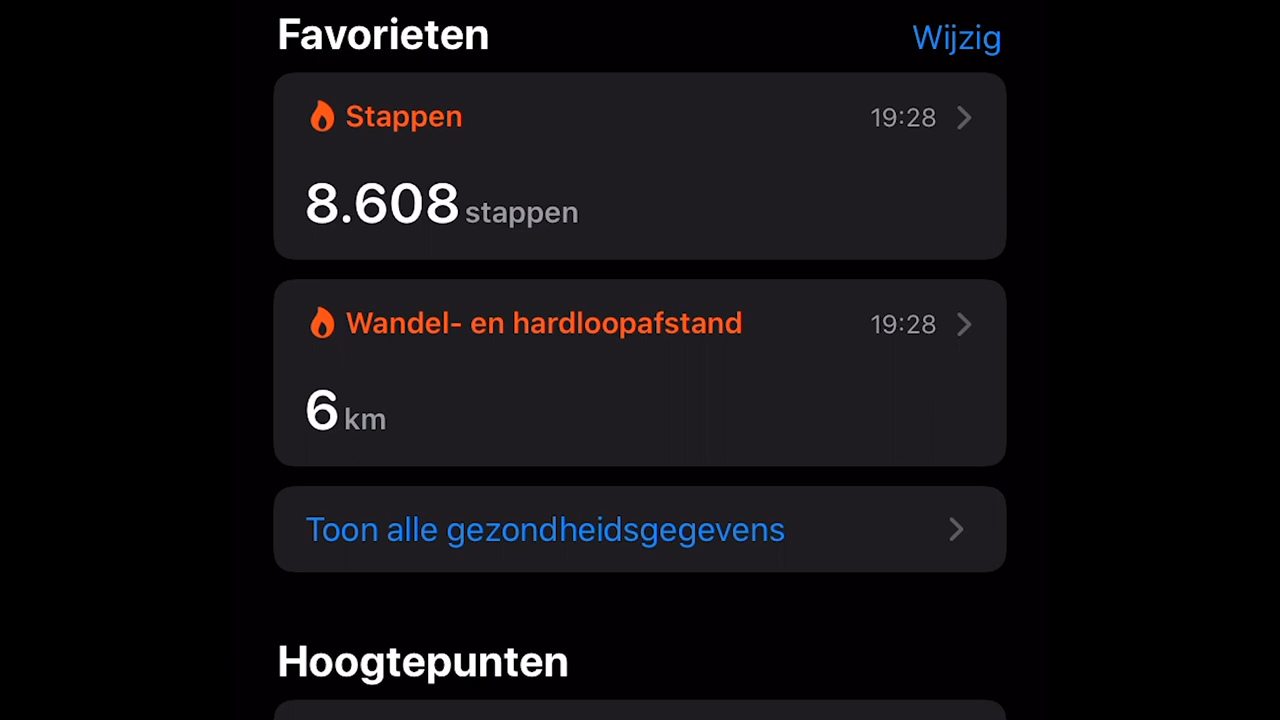 Favorieten
Wijzig
Stappen
19:28
8.608 stappen
Wandel- en hardloopafstand
19:28
6 km
Toon alle gezondheidsgegevens
Hoogtepunten